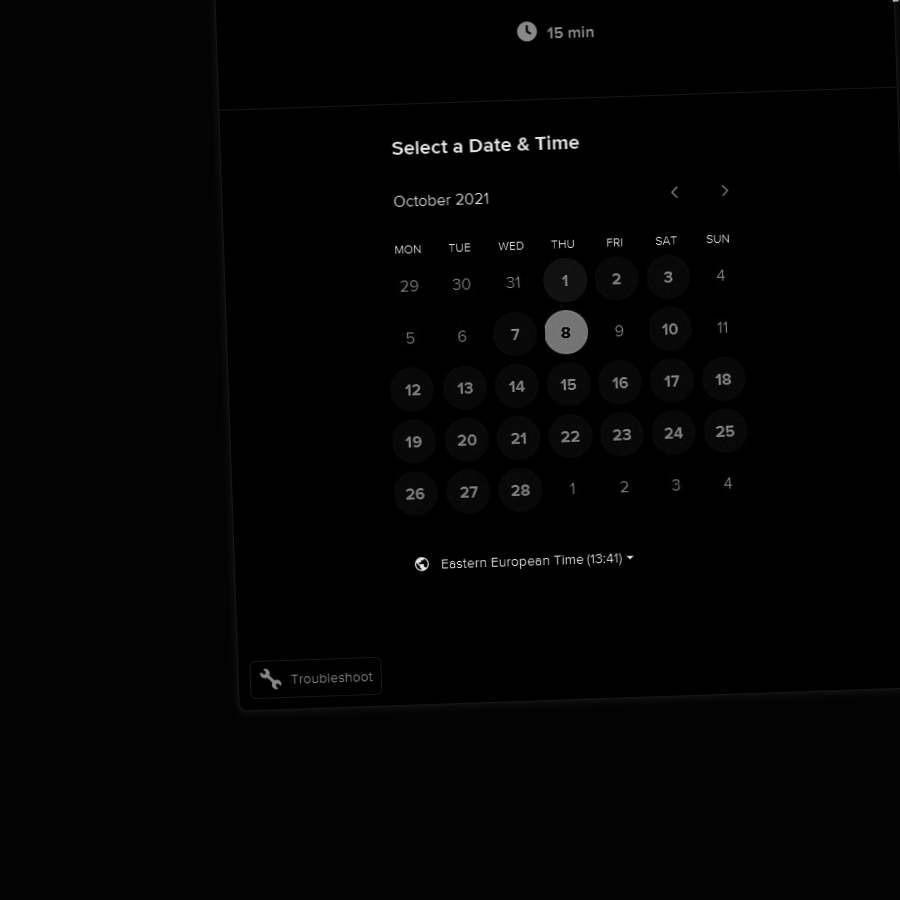 15 min
Select a Date & Time
October 2021
MON TUE WED THU FRI SAT SUN
29 30 31 1 2 3 4
5 6 7 8 9 10 11
12 13 14 15 16 17 18
19 20 21 22 23 24 25
26 27 28 1 2 3 4
Eastern European Time (13:41)
Troubleshoot